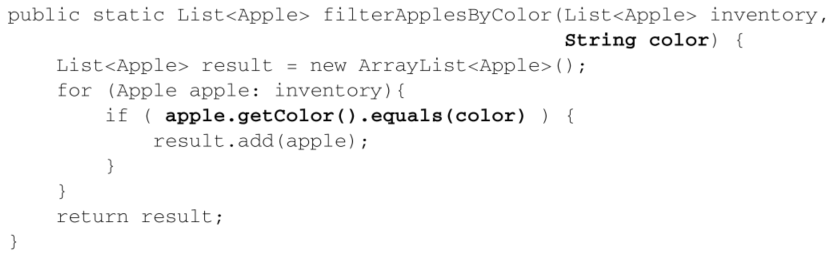 public static List<Apple> filterApplesByColor(List<Apple> inventory,
                                              String color) {
    List<Apple> result = new ArrayList<Apple>();
    for (Apple apple: inventory){
        if ( apple.getColor().equals(color) ) {
            result.add(apple);
        }
    }
    return result;
}